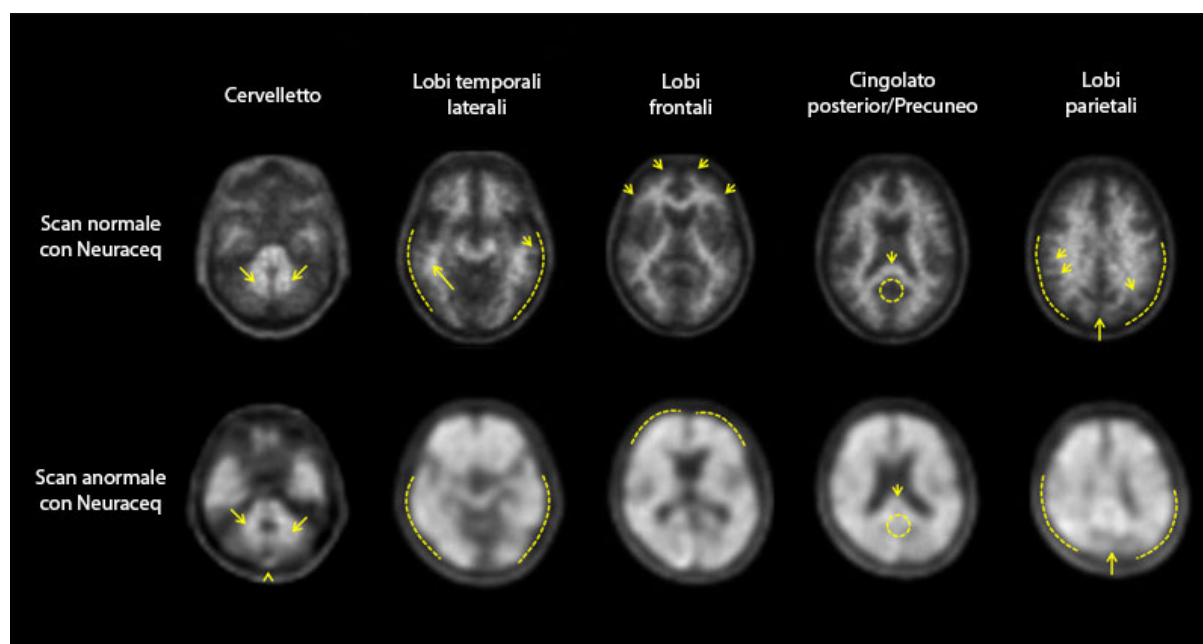 Cervelletto
Lobi temporali
laterali
Lobi
frontali
Cingolato
posterior/Precuneo
Lobi
parietali
Scan normale
con Neuraceq
Scan anormale
con Neuraceq